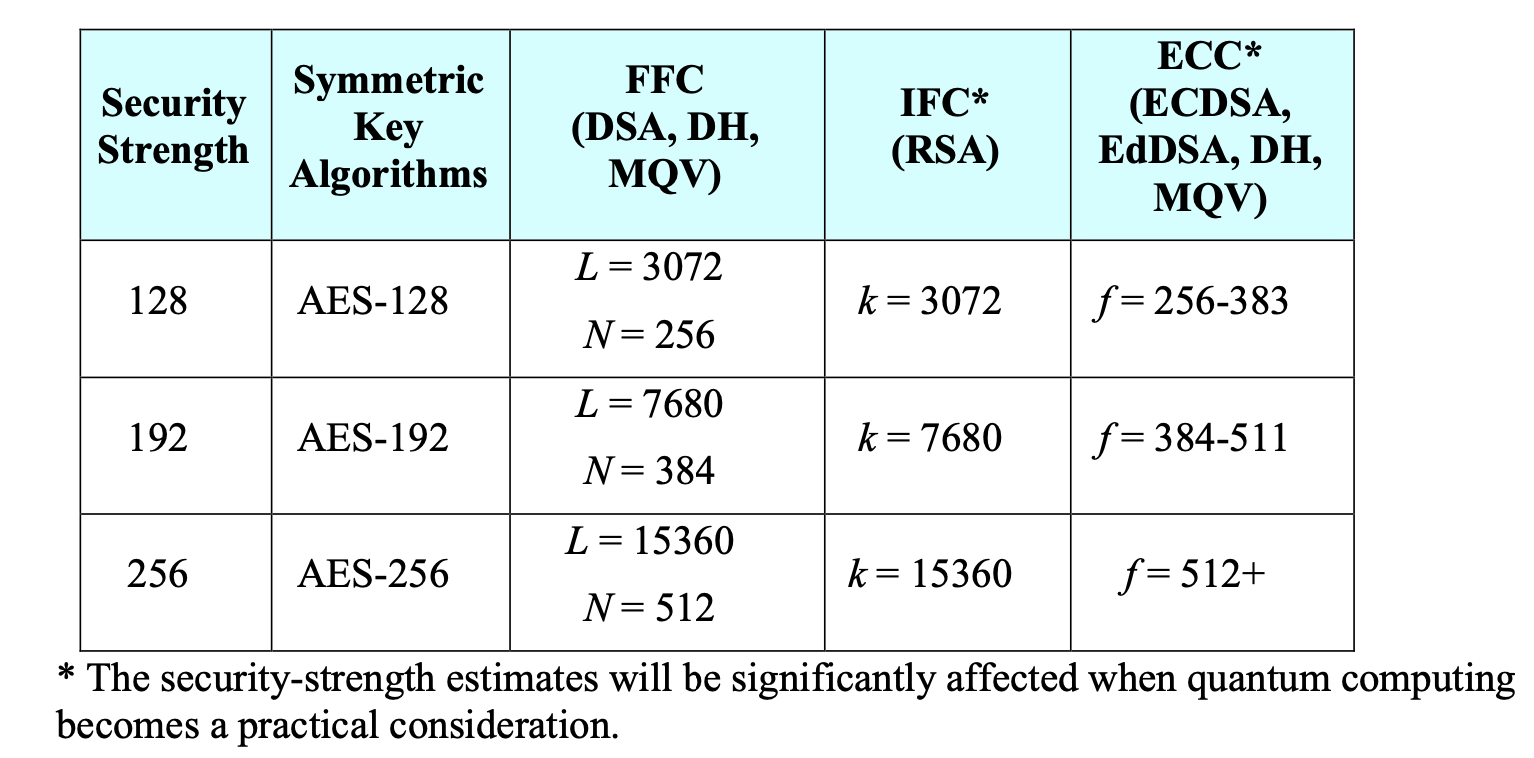 Security Strength
Symmetric Key Algorithms
FFC (DSA, DH, MQV)
IFC* (RSA)
ECC* (ECDSA, EdDSA, DH, MQV)
128
AES-128
L = 3072
N = 256
k = 3072
f = 256-383
192
AES-192
L = 7680
N = 384
k = 7680
f = 384-511
256
AES-256
L = 15360
N = 512
k = 15360
f = 512+
* The security-strength estimates will be significantly affected when quantum computing
becomes a practical consideration.